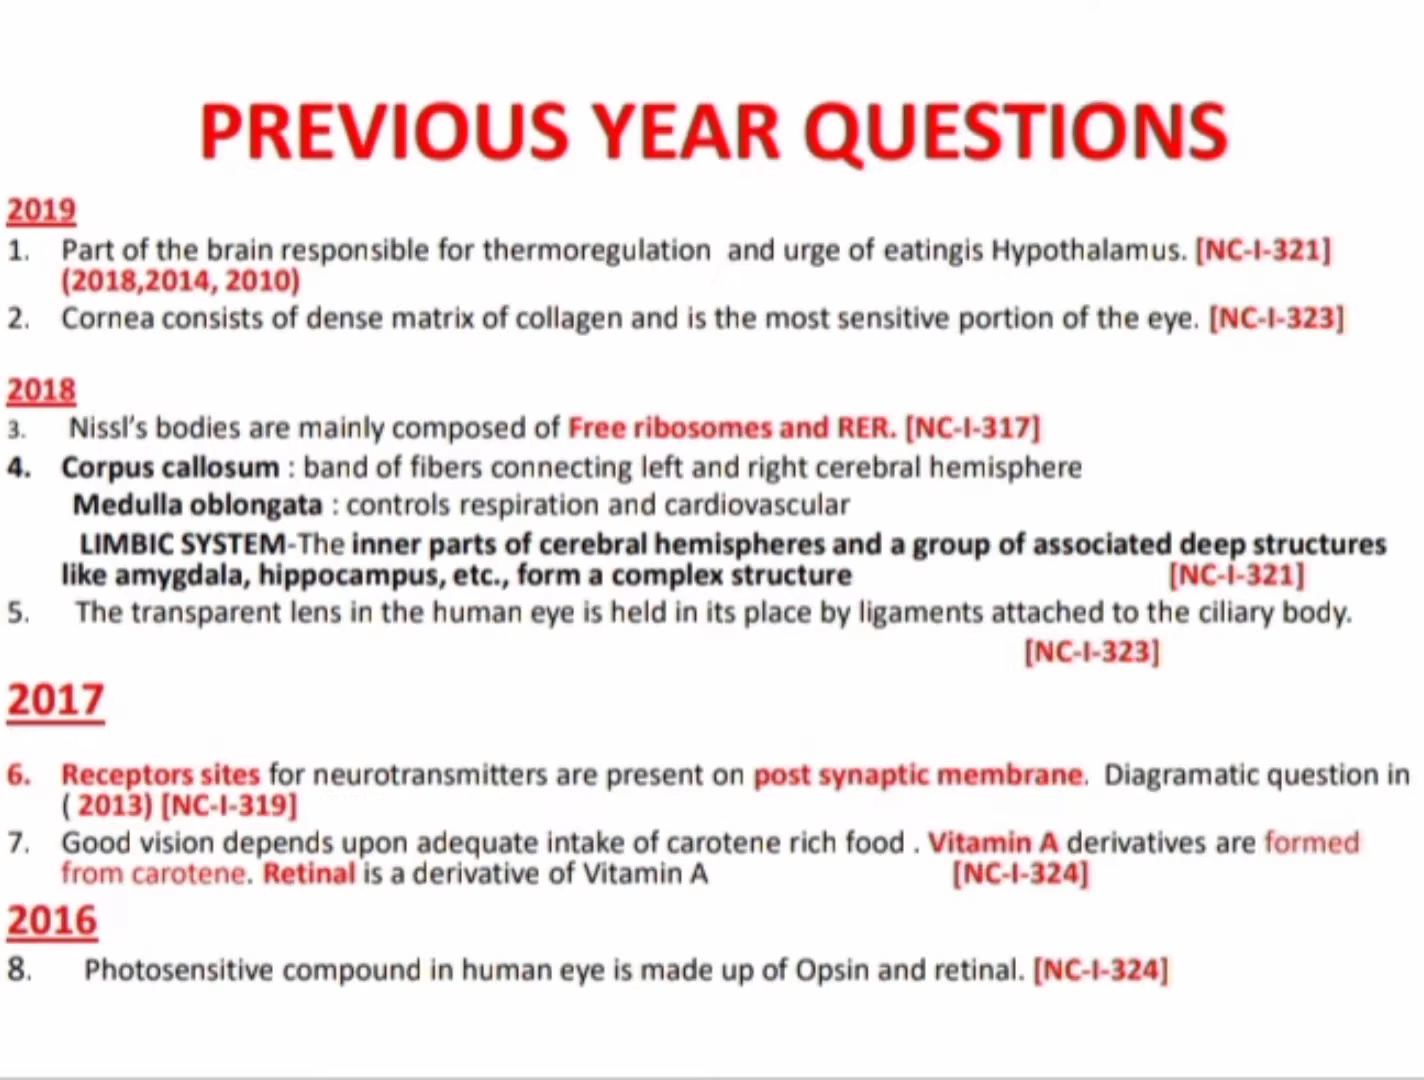 PREVIOUS YEAR QUESTIONS
2019
1. Part of the brain responsible for thermoregulation and urge of eatingis Hypothalamus. [NC-I-321]
(2018,2014, 2010)
2. Cornea consists of dense matrix of collagen and is the most sensitive portion of the eye. [NC-I-323]
2018
3. Nissl's bodies are mainly composed of Free ribosomes and RER. [NC-I-317]
4. Corpus callosum : band of fibers connecting left and right cerebral hemisphere
Medulla oblongata : controls respiration and cardiovascular
LIMBIC SYSTEM-The inner parts of cerebral hemispheres and a group of associated deep structures
like amygdala, hippocampus, etc., form a complex structure [NC-I-321]
5. The transparent lens in the human eye is held in its place by ligaments attached to the ciliary body.
[NC-I-323]
2017
6. Receptors sites for neurotransmitters are present on post synaptic membrane. Diagramatic question in
( 2013) [NC-I-319]
7. Good vision depends upon adequate intake of carotene rich food . Vitamin A derivatives are formed
from carotene. Retinal is a derivative of Vitamin A [NC-I-324]
2016
8. Photosensitive compound in human eye is made up of Opsin and retinal. [NC-I-324]